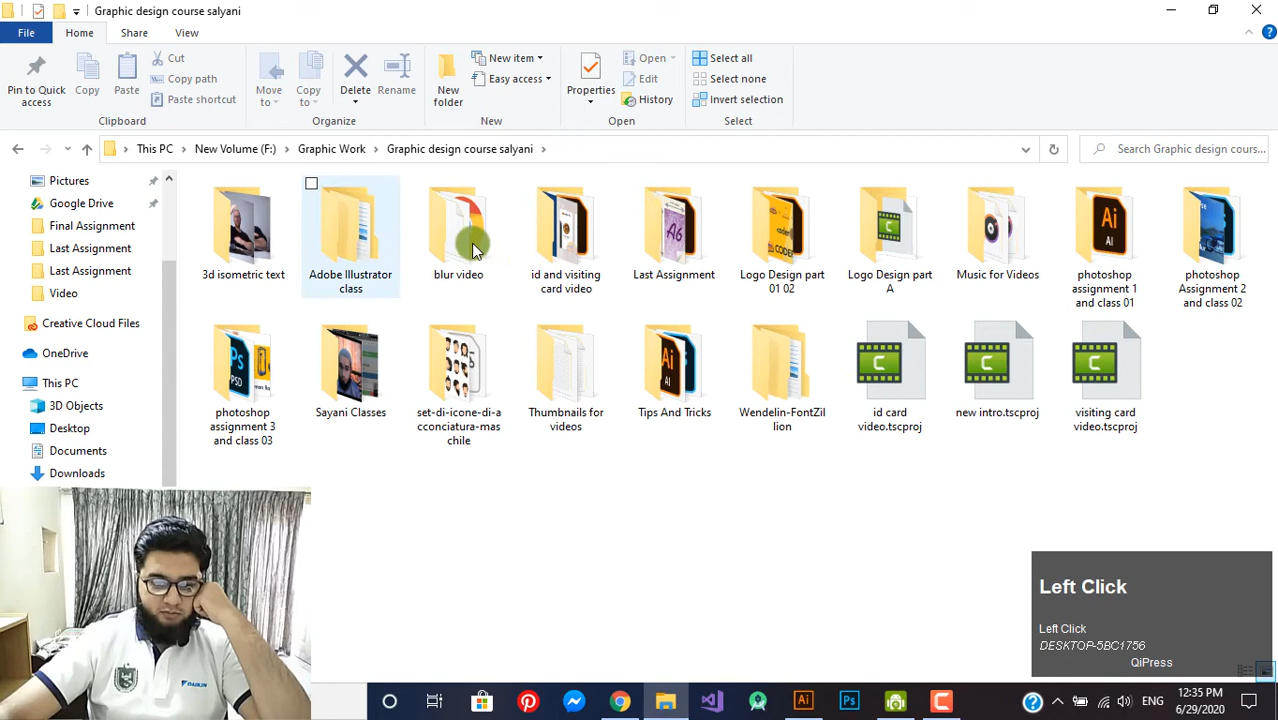 Graphic design course salyani
File
Home
Share
View
Pin to Quick
access
Copy
Paste
Cut
Copy path
Paste shortcut
Clipboard
Move
to
Copy
to
Delete
Rename
Organize
New
folder
New item
Easy access
New
Properties
Open
Edit
History
Open
Select all
Select none
Invert selection
Select
This PC
New Volume (F:)
Graphic Work
Graphic design course salyani
Search Graphic design cours...
Pictures
Google Drive
Final Assignment
Last Assignment
Last Assignment
Video
Creative Cloud Files
OneDrive
This PC
3D Objects
Desktop
Documents
Downloads
3d isometric text
Adobe Illustrator
class
blur video
id and visiting
card video
Last Assignment
Logo Design part
01 02
Logo Design part
A
Music for Videos
photoshop
assignment 1
and class 01
photoshop
Assignment 2
and class 02
photoshop
assignment 3
and class 03
Sayani Classes
set-di-icone-di-a
cconciatura-mas
chile
Thumbnails for
videos
Tips And Tricks
Wendelin-FontZil
lion
id card
video.tscproj
new intro.tscproj
visiting card
video.tscproj
Left Click
Left Click
DESKTOP-5BC1756
QiPress
ENG
12:35 PM
6/29/2020